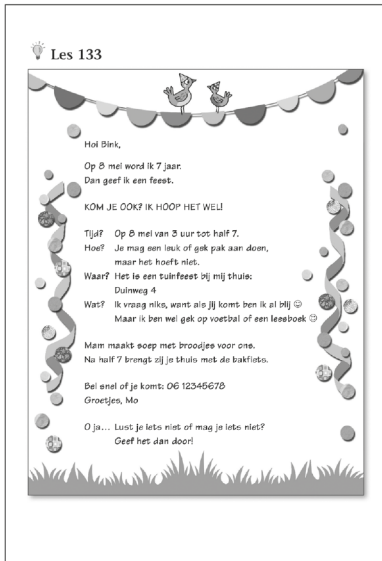 Les 133
Hoi Bink,
Op 8 mei word ik 7 jaar.
Dan geef ik een feest.
KOM JE OOK? IK HOOP HET WEL!
Tijd? Op 8 mei van 3 uur tot half 7.
Hoe? Je mag een leuk of gek pak aan doen,
maar het hoeft niet.
Waar? Het is een tuinfeest bij mij thuis:
Duinweg 4
Wat? Ik vraag niks, want als jij komt ben ik al blij ☺
Maar ik ben wel gek op voetbal of een leesboek ☺
Mam maakt soep met broodjes voor ons.
Na half 7 brengt zij je thuis met de bakfiets.
Bel snel of je komt: 06 12345678
Groetjes, Mo
O ja... Lust je iets niet of mag je iets niet?
Geef het dan door!